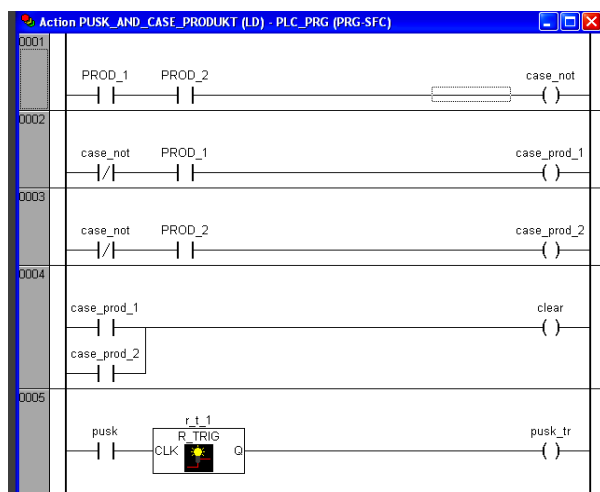 Action PUSK_AND_CASE_PRODUKT (LD) - PLC_PRG (PRG-SFC)
0001
PROD_1 PROD_2 case_not
0002
case_not PROD_1 case_prod_1
0003
case_not PROD_2 case_prod_2
0004
case_prod_1 clear
case_prod_2
0005
r_t_1
pusk R_TRIG pusk_tr
CLK Q